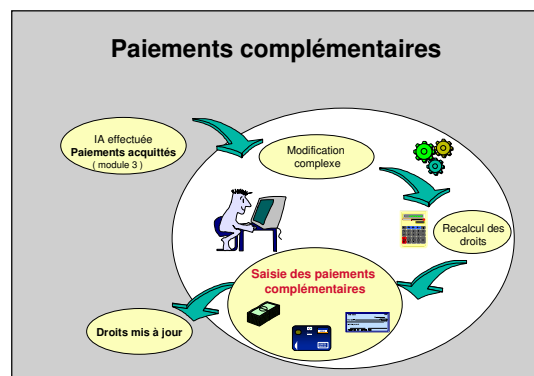 Paiements complémentaires
IA effectuée
Paiements acquittés
( module 3 )
Modification
complexe
Recalcul des
droits
Saisie des paiements
complémentaires
Droits mis à jour